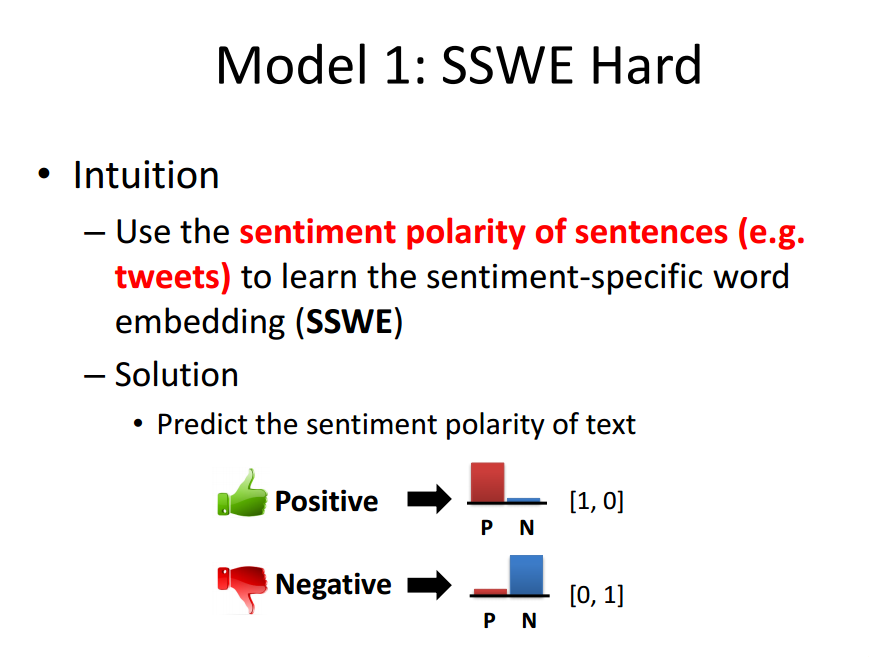 Model 1: SSWE Hard
• Intuition
– Use the sentiment polarity of sentences (e.g.
tweets) to learn the sentiment-specific word
embedding (SSWE)
– Solution
• Predict the sentiment polarity of text
Positive [1, 0]
P N
Negative [0, 1]
P N